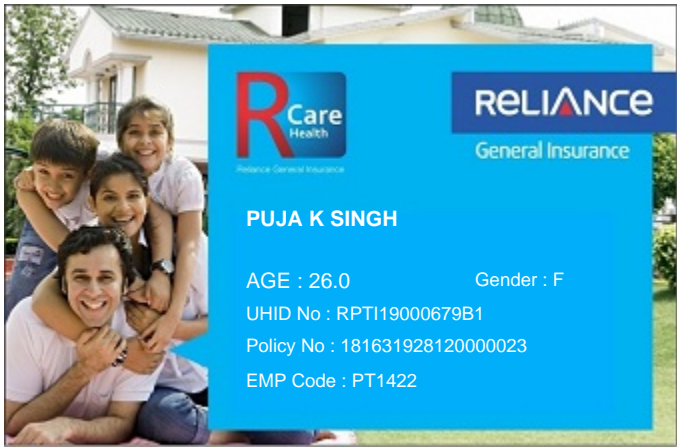 R Care
Health
Reliance General Insurance
RELIANCE
General Insurance
PUJA K SINGH
AGE : 26.0 Gender : F
UHID No : RPTI19000679B1
Policy No : 181631928120000023
EMP Code : PT1422